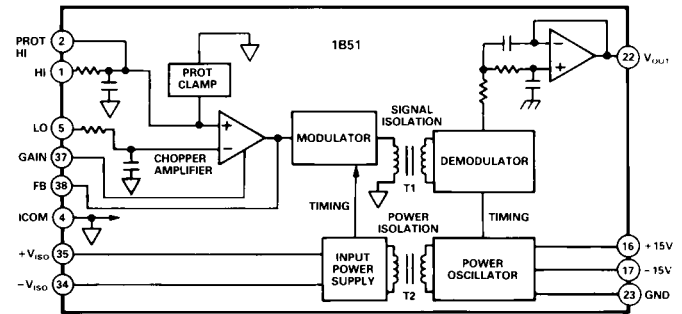 1B51
PROT
HI
2
HI
1
PROT
CLAMP
LO
5
CHOPPER
AMPLIFIER
+
−
GAIN
37
FB
38
ICOM
4
+VISO
35
−VISO
34
MODULATOR
SIGNAL
ISOLATION
T1
DEMODULATOR
−
+
22
VOUT
TIMING
TIMING
POWER
ISOLATION
INPUT
POWER
SUPPLY
T2
POWER
OSCILLATOR
16
+15V
17
−15V
23
GND